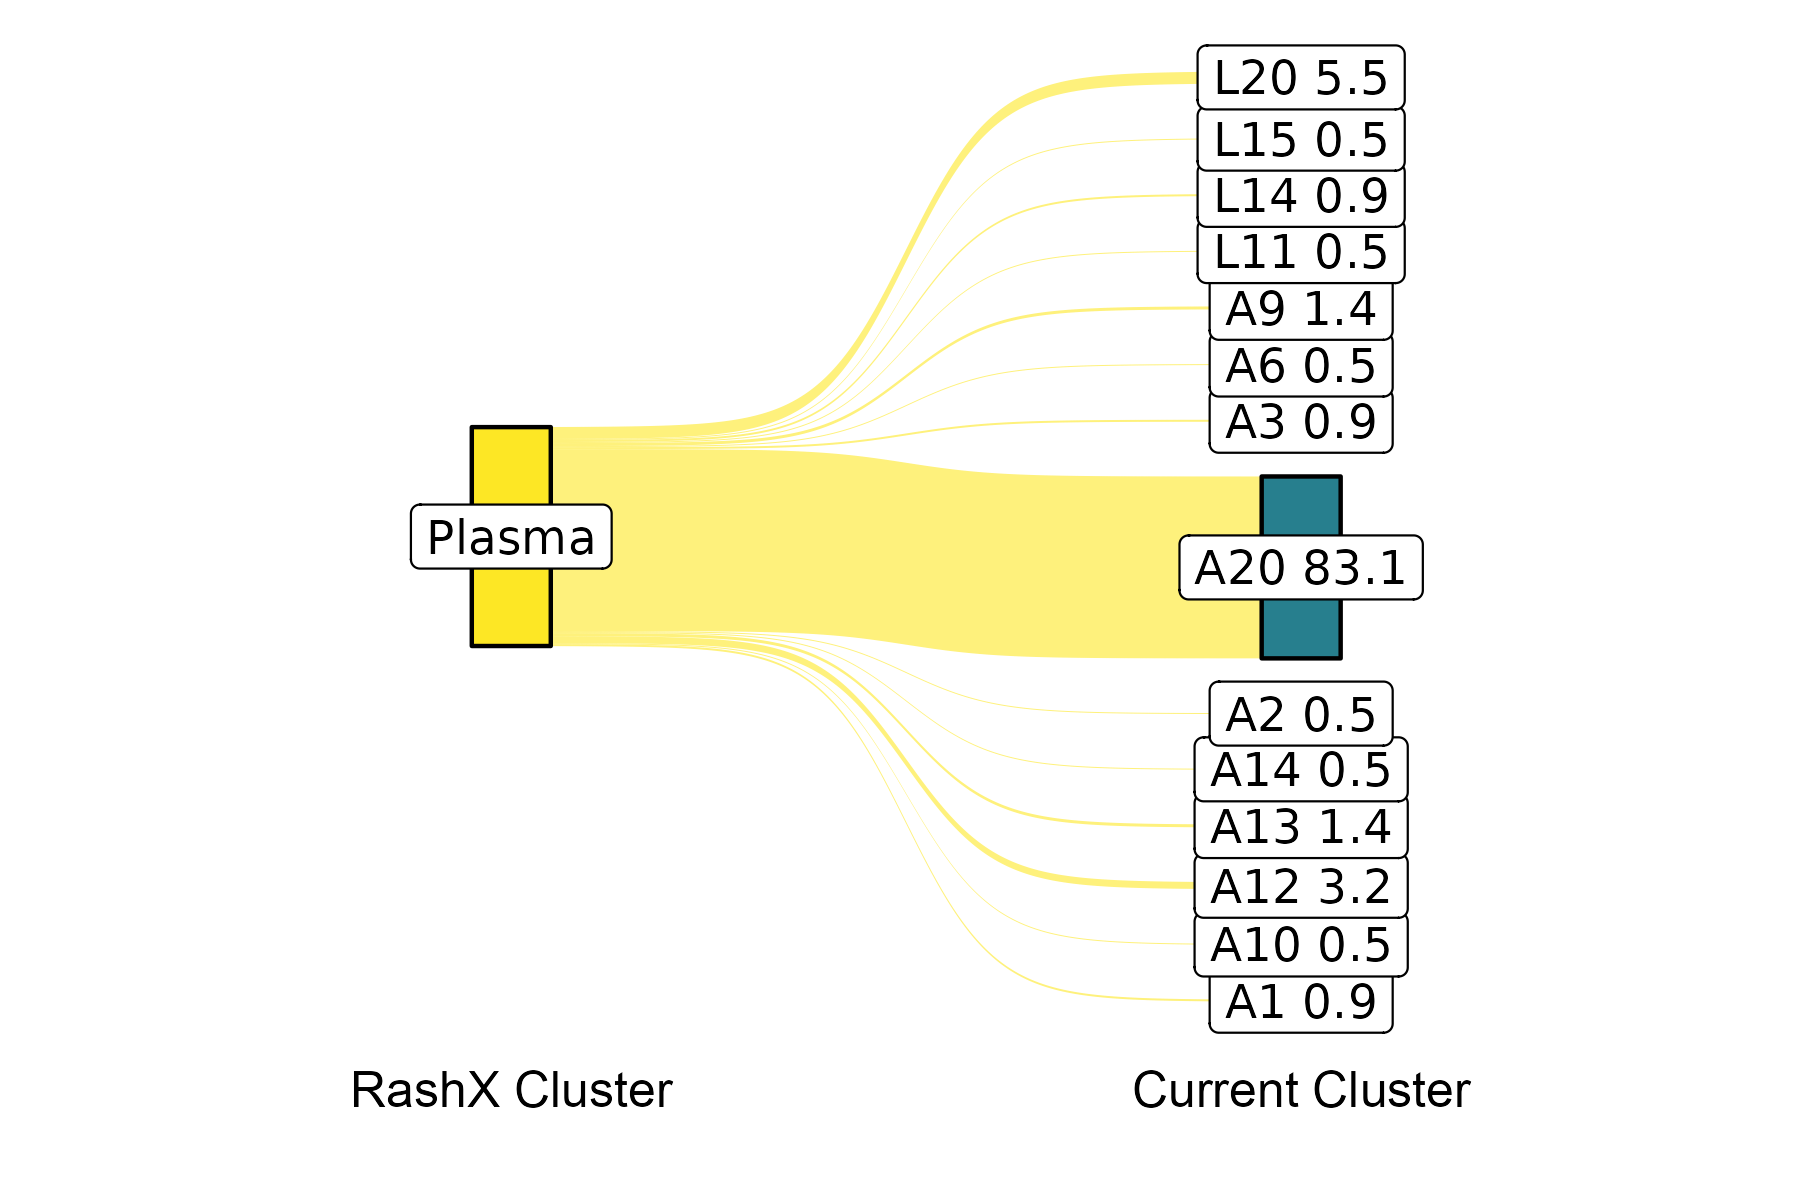 L20 5.5
L15 0.5
L14 0.9
L11 0.5
A9 1.4
A6 0.5
A3 0.9
Plasma
A20 83.1
A2 0.5
A14 0.5
A13 1.4
A12 3.2
A10 0.5
A1 0.9
RashX Cluster
Current Cluster